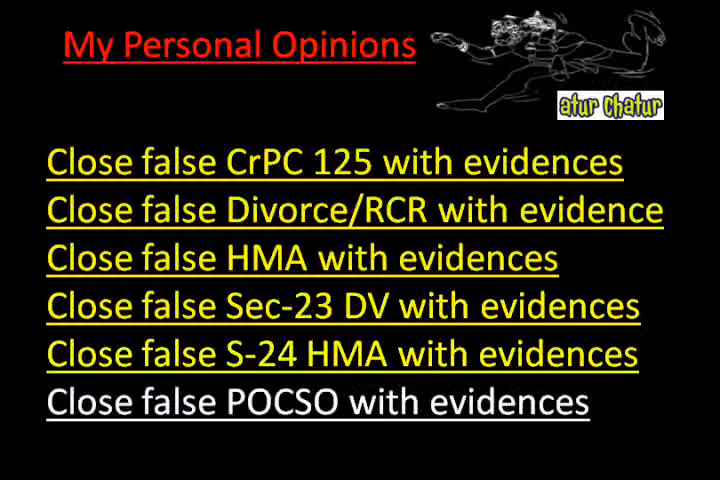 My Personal Opinions
atur Chatur
Close false CrPC 125 with evidences
Close false Divorce/RCR with evidence
Close false HMA with evidences
Close false Sec-23 DV with evidences
Close false S-24 HMA with evidences
Close false POCSO with evidences